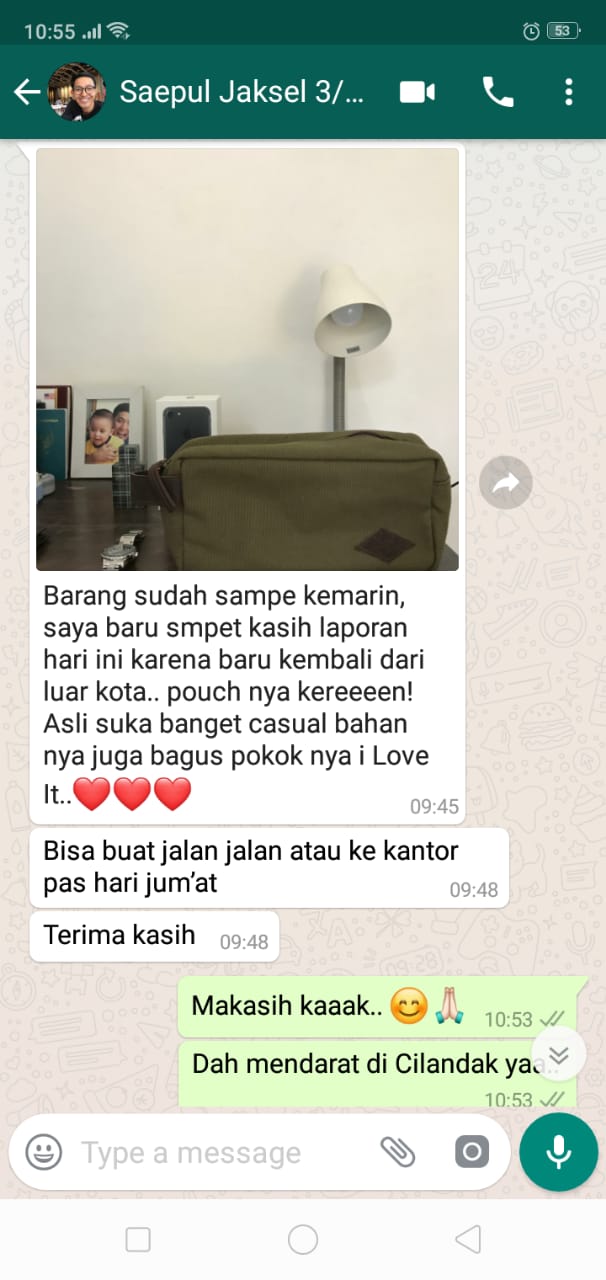 10:55
53
Saepul Jaksel 3/...
Barang sudah sampe kemarin,
saya baru smpet kasih laporan
hari ini karena baru kembali dari
luar kota.. pouch nya kereeeen!
Asli suka banget casual bahan
nya juga bagus pokok nya i Love
It..❤️❤️❤️
09:45
Bisa buat jalan jalan atau ke kantor
pas hari jum’at
09:48
Terima kasih
09:48
Makasih kaaak.. 😊🙏🏻
10:53
Dah mendarat di Cilandak yaa..
10:53
Type a message